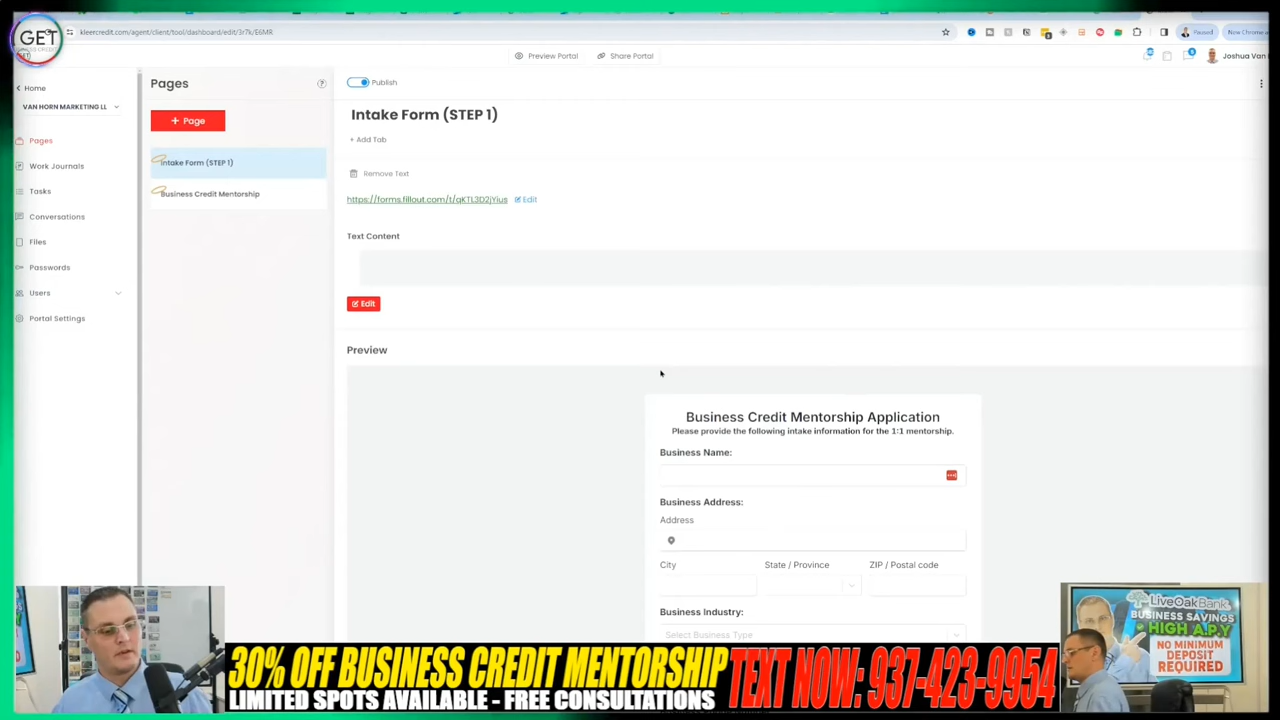 GET
kleercredit.com/agent/client/tool/dashboard/edit/3r7k/E6MR
Paused
Now Chrome a
Preview Portal
Share Portal
Joshua Van
Home
VAN HORN MARKETING LL
Pages
Work Journals
Tasks
Conversations
Files
Passwords
Users
Portal Settings
Pages
+ Page
Intake Form (STEP 1)
Business Credit Mentorship
Publish
Intake Form (STEP 1)
+ Add Tab
Remove Text
https://forms.fillout.com/t/qKTL3D2jYius Edit
Text Content
Edit
Preview
Business Credit Mentorship Application
Please provide the following intake information for the 1:1 mentorship.
Business Name:
Business Address:
Address
City State / Province ZIP / Postal code
Business Industry:
Select Business Type
30% OFF BUSINESS CREDIT MENTORSHIP
LIMITED SPOTS AVAILABLE - FREE CONSULTATIONS
TEXT NOW: 937-423-9954
LiveOakBank
BUSINESS SAVINGS
HIGH A.P.Y
NO MINIMUM
DEPOSIT
REQUIRED